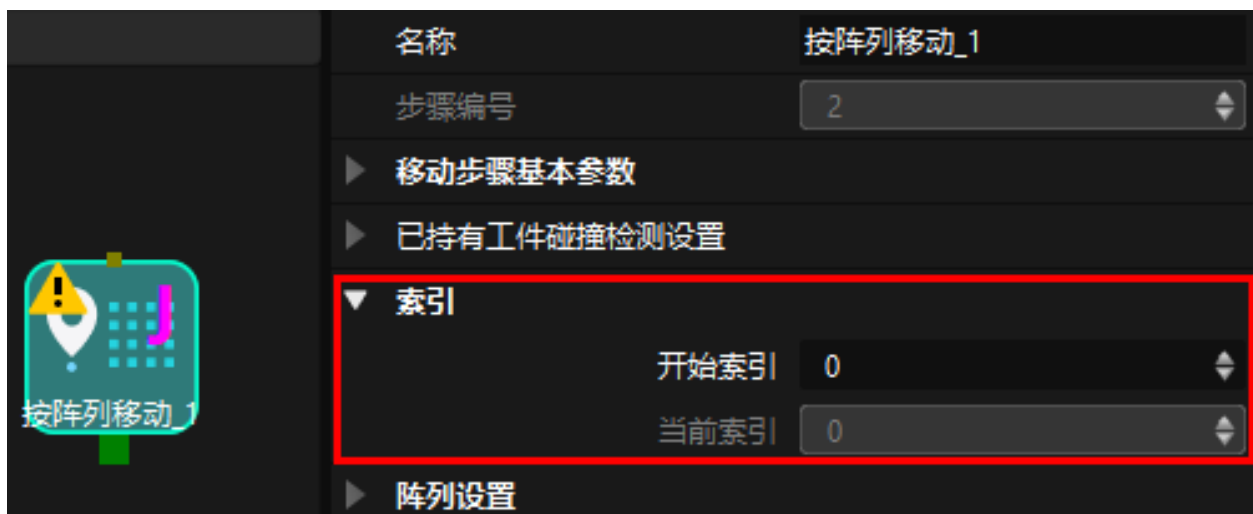 名称 按阵列移动_1
步骤编号 2
移动步骤基本参数
已持有工件碰撞检测设置
索引
开始索引 0
当前索引 0
阵列设置
J
按阵列移动_1